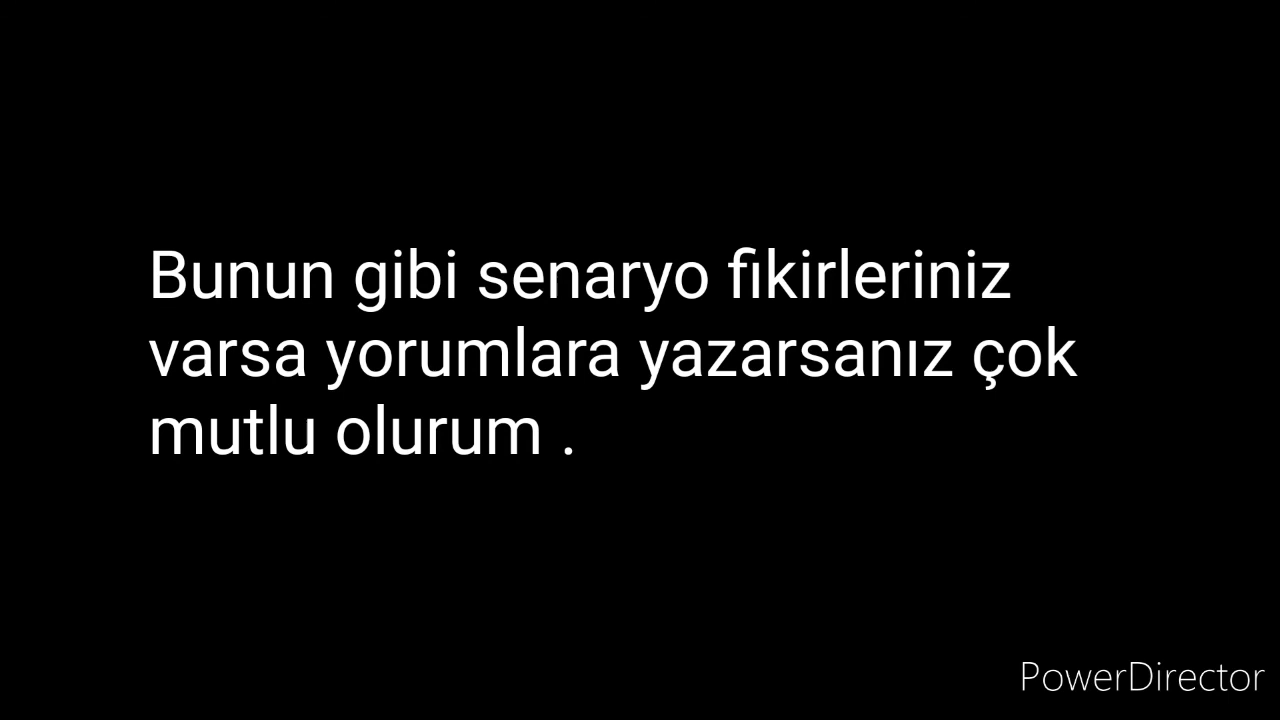 Bunun gibi senaryo fikirleriniz
varsa yorumlara yazarsanız çok
mutlu olurum .
PowerDirector